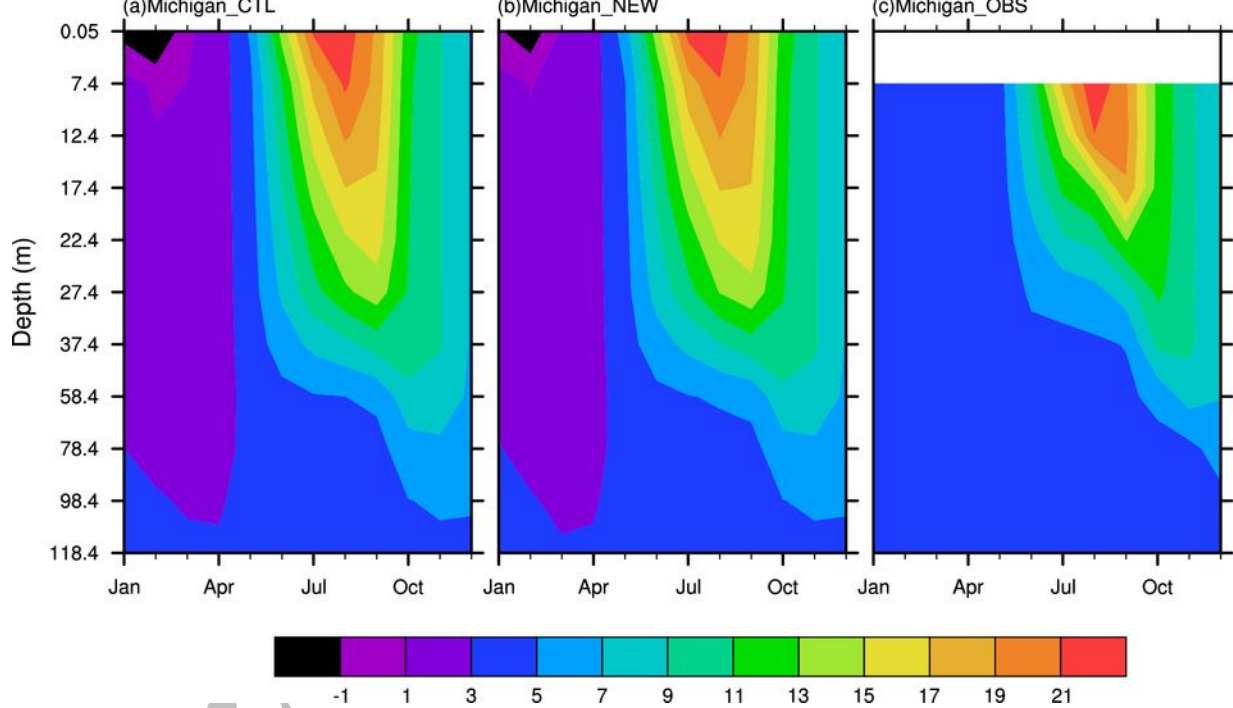 (a)Michigan_CTL (b)Michigan_NEW (c)Michigan_OBS
0.05
7.4
12.4
17.4
22.4
27.4
37.4
58.4
78.4
98.4
118.4
Depth (m)
Jan Apr Jul Oct Jan Apr Jul Oct Jan Apr Jul Oct
-1 1 3 5 7 9 11 13 15 17 19 21